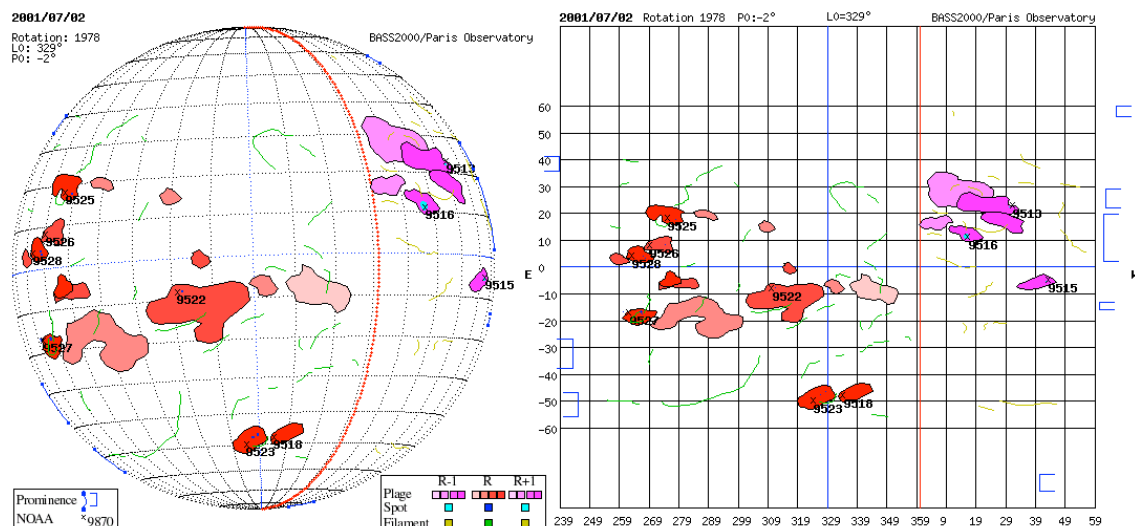 2001/07/02
Rotation: 1978
L0: 329°
P0: -2°
BASS2000/Paris Observatory
9513
9525
9516
9526
9528
9515
9522
9527
9518
9523
Prominence
NOAA ×9870
R-1 R R+1
Plage
Spot
Filament
2001/07/02 Rotation 1978 P0:-2° L0=329° BASS2000/Paris Observatory
60
50
40
30
20
10
0
-10
-20
-30
-40
-50
-60
E
9513
9525
9516
9526
9528
9515
9522
9527
9518
9523
239 249 259 269 279 289 299 309 319 329 339 349 359 9 19 29 39 49 59